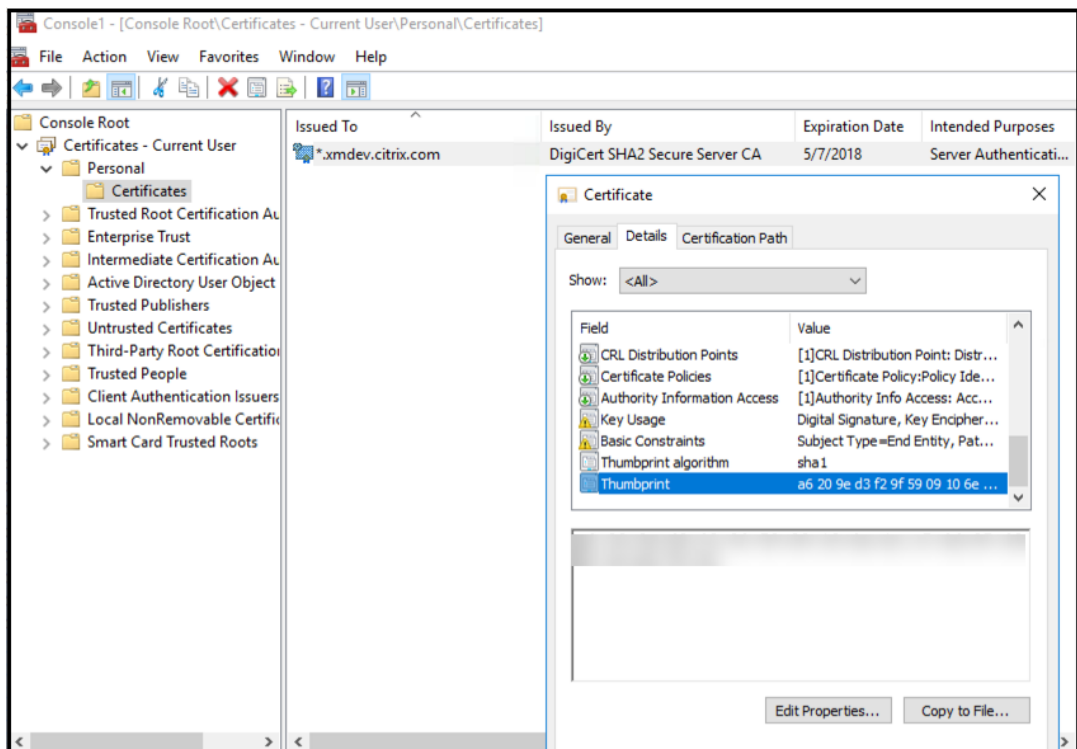 Console1 - [Console Root\Certificates - Current User\Personal\Certificates]
File Action View Favorites Window Help
Console Root
Certificates - Current User
Personal
Certificates
Trusted Root Certification Au
Enterprise Trust
Intermediate Certification Au
Active Directory User Object
Trusted Publishers
Untrusted Certificates
Third-Party Root Certification
Trusted People
Client Authentication Issuers
Local NonRemovable Certific
Smart Card Trusted Roots
Issued To Issued By Expiration Date Intended Purposes
*.xmdev.citrix.com DigiCert SHA2 Secure Server CA 5/7/2018 Server Authenticati...
Certificate
General Details Certification Path
Show: <All>
Field Value
CRL Distribution Points [1]CRL Distribution Point: Distr...
Certificate Policies [1]Certificate Policy:Policy Ide...
Authority Information Access [1]Authority Info Access: Acc...
Key Usage Digital Signature, Key Encipher...
Basic Constraints Subject Type=End Entity, Pat...
Thumbprint algorithm sha1
Thumbprint a6 20 9e d3 f2 9f 59 09 10 6e ...
Edit Properties... Copy to File...